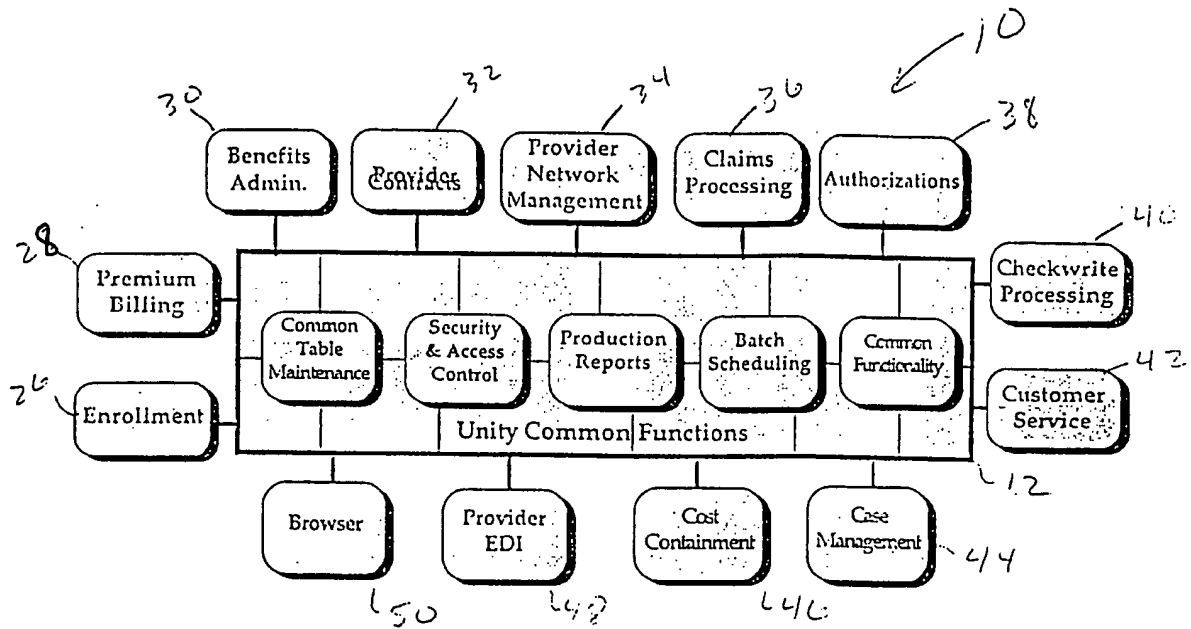 10
30
32
34
36
38
Benefits
Admin.
Provider
Contracts
Provider
Network
Management
Claims
Processing
Authorizations
28
Premium
Billing
40
Checkwrite
Processing
Common
Table
Maintenance
Security
& Access
Control
Production
Reports
Batch
Scheduling
Common
Functionality
26
Enrollment
42
Customer
Service
Unity Common Functions
12
Browser
Provider
EDI
Cost
Containment
Case
Management
44
50
48
46